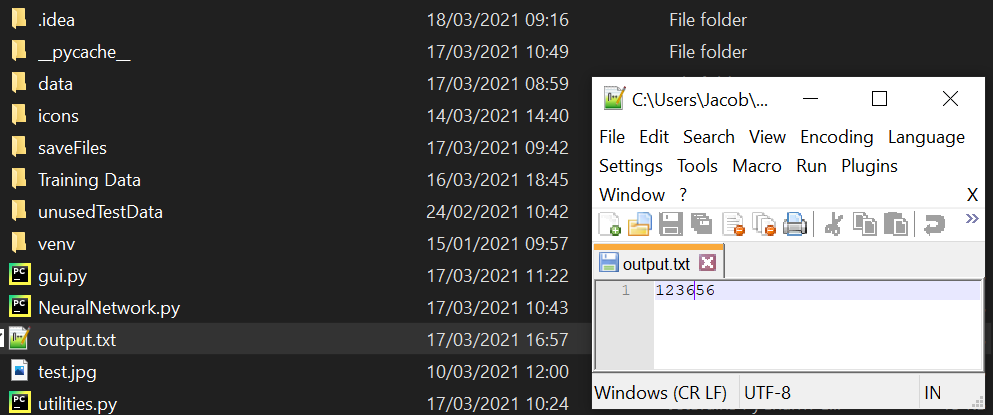 .idea 18/03/2021 09:16 File folder
__pycache__ 17/03/2021 10:49 File folder
data 17/03/2021 08:59
icons 14/03/2021 14:40
saveFiles 17/03/2021 09:42
Training Data 16/03/2021 18:45
unusedTestData 24/02/2021 10:42
venv 15/01/2021 09:57
gui.py 17/03/2021 11:22
NeuralNetwork.py 17/03/2021 10:43
output.txt 17/03/2021 16:57
test.jpg 10/03/2021 12:00
utilities.py 17/03/2021 10:24
C:\Users\Jacob\...
File Edit Search View Encoding Language
Settings Tools Macro Run Plugins
Window ? X
output.txt
1 123656
Windows (CR LF) UTF-8 IN